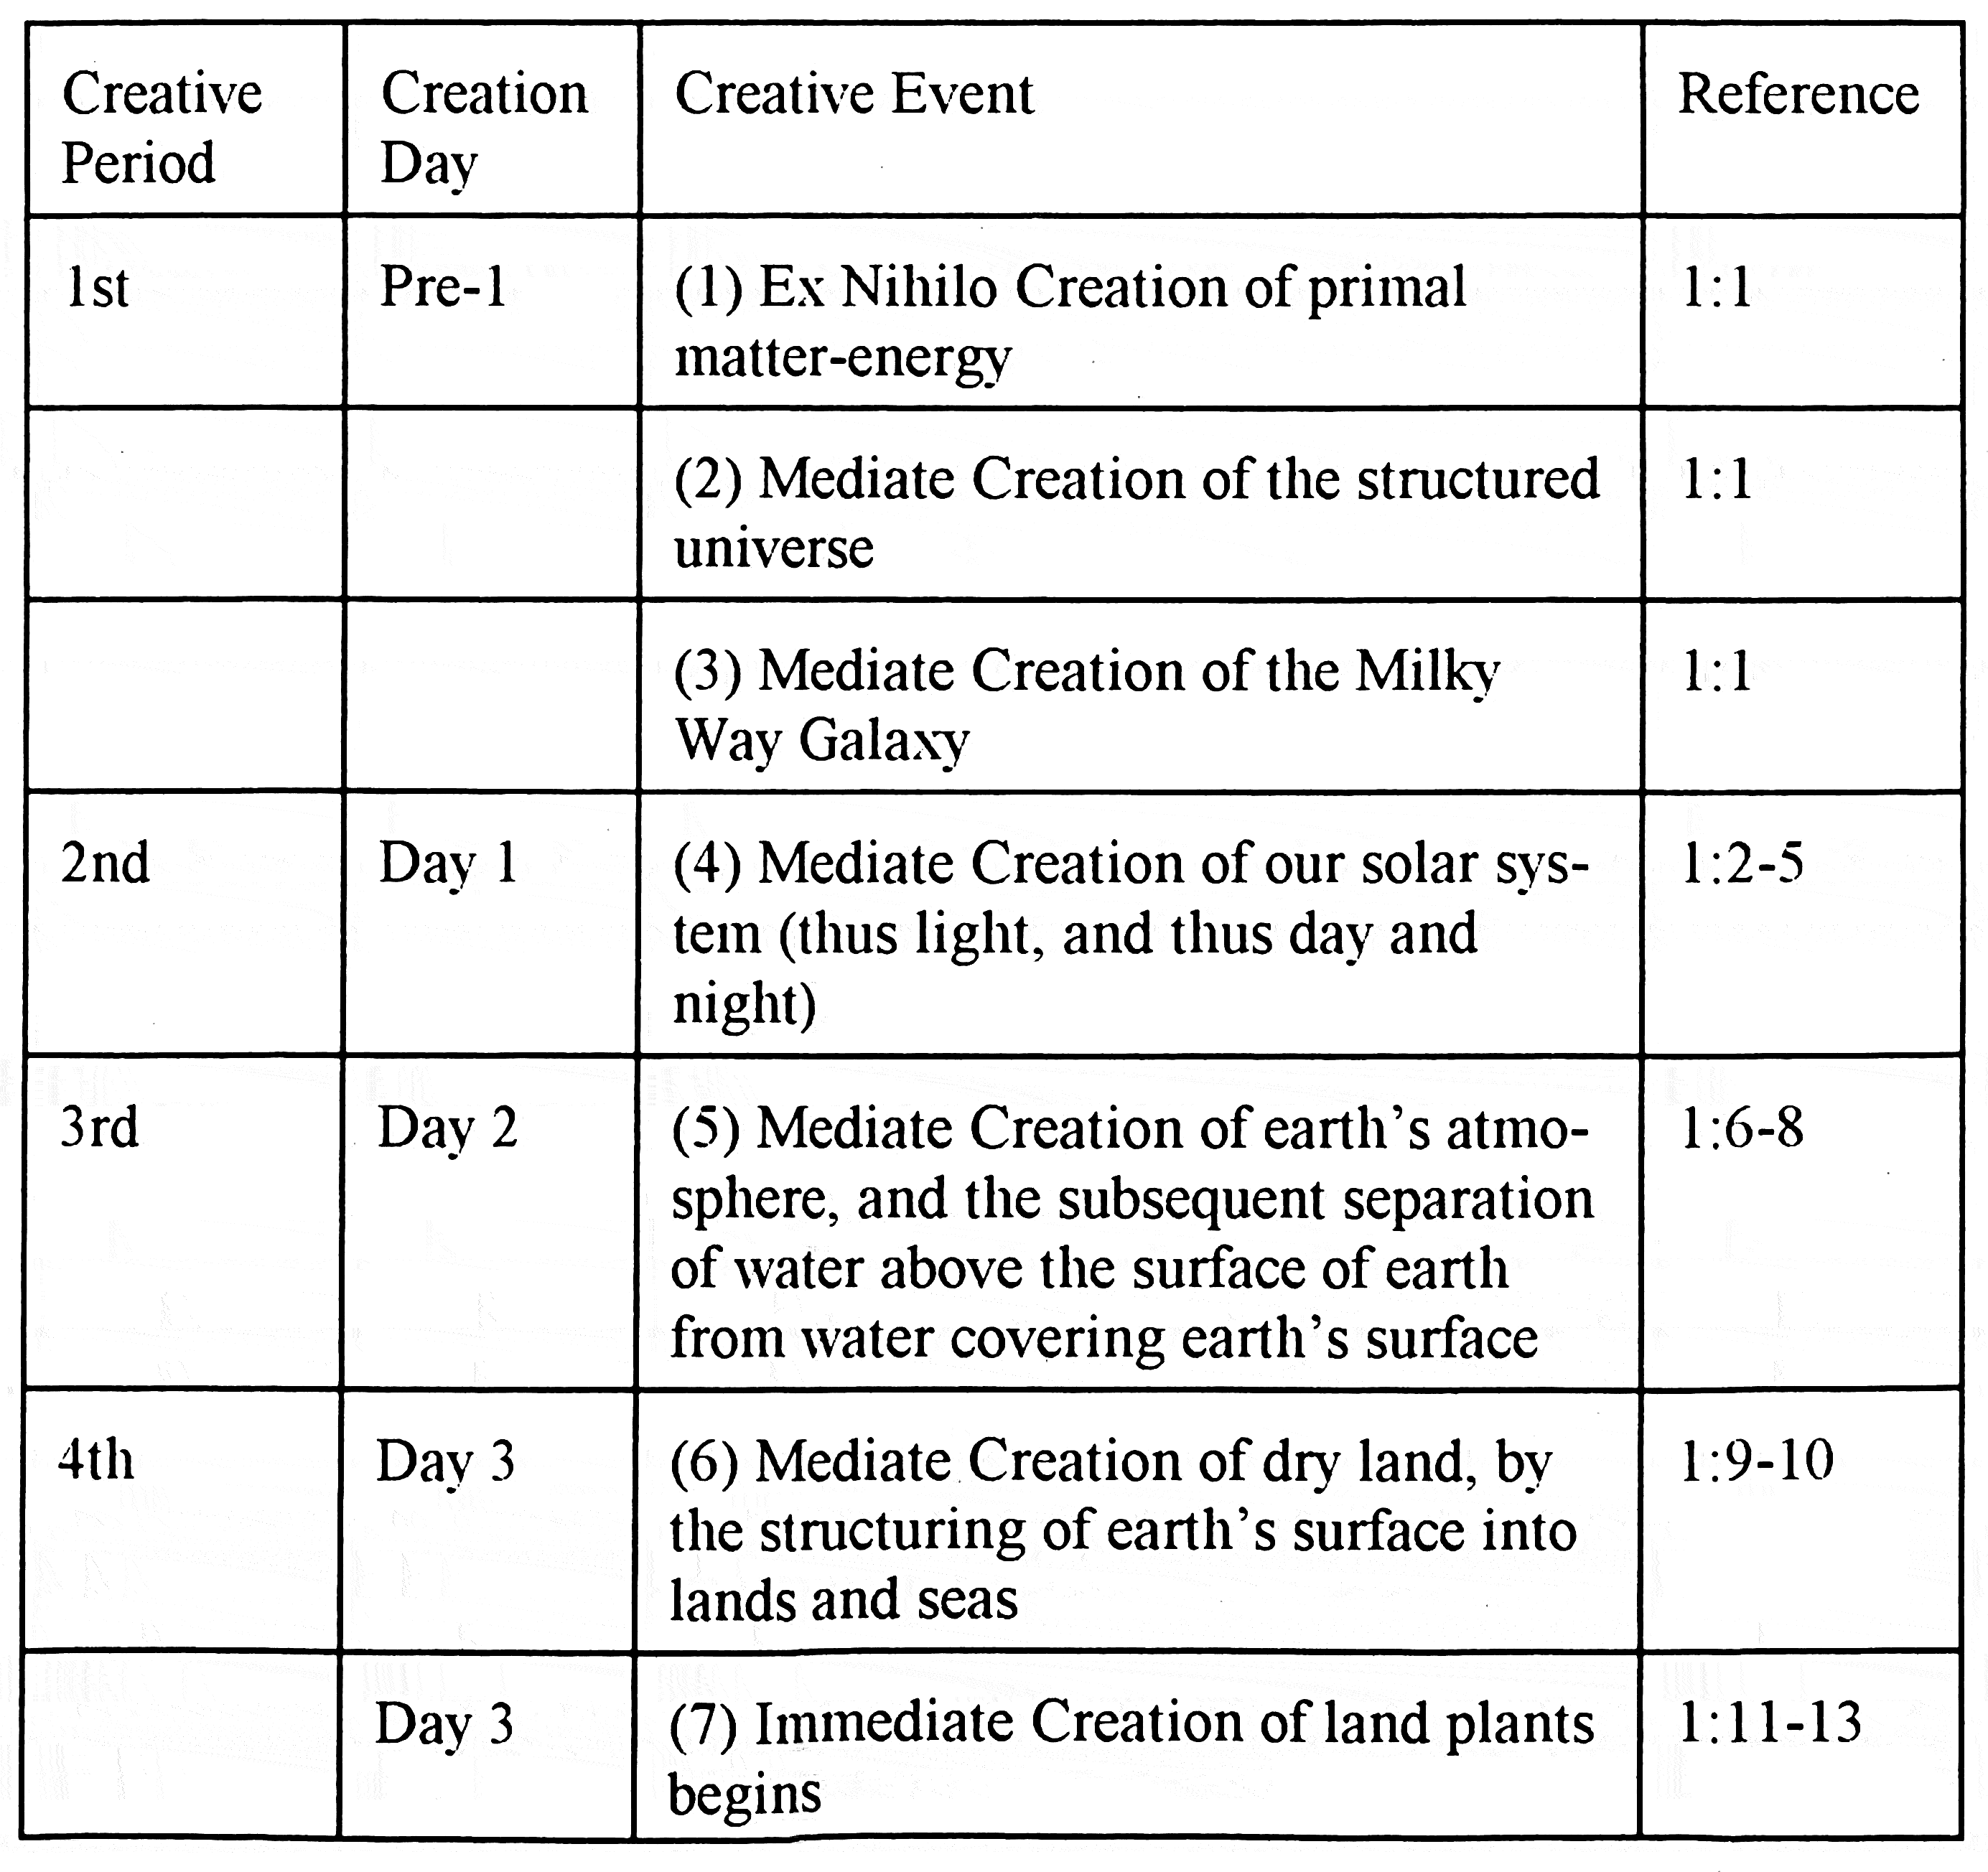 Creative Period
Creation Day
Creative Event
Reference
1st
Pre-1
(1) Ex Nihilo Creation of primal
matter-energy
1:1
(2) Mediate Creation of the structured
universe
1:1
(3) Mediate Creation of the Milky
Way Galaxy
1:1
2nd
Day 1
(4) Mediate Creation of our solar sys-
tem (thus light, and thus day and
night)
1:2-5
3rd
Day 2
(5) Mediate Creation of earth's atmo-
sphere, and the subsequent separation
of water above the surface of earth
from water covering earth's surface
1:6-8
4th
Day 3
(6) Mediate Creation of dry land, by
the structuring of earth's surface into
lands and seas
1:9-10
Day 3
(7) Immediate Creation of land plants
begins
1:11-13